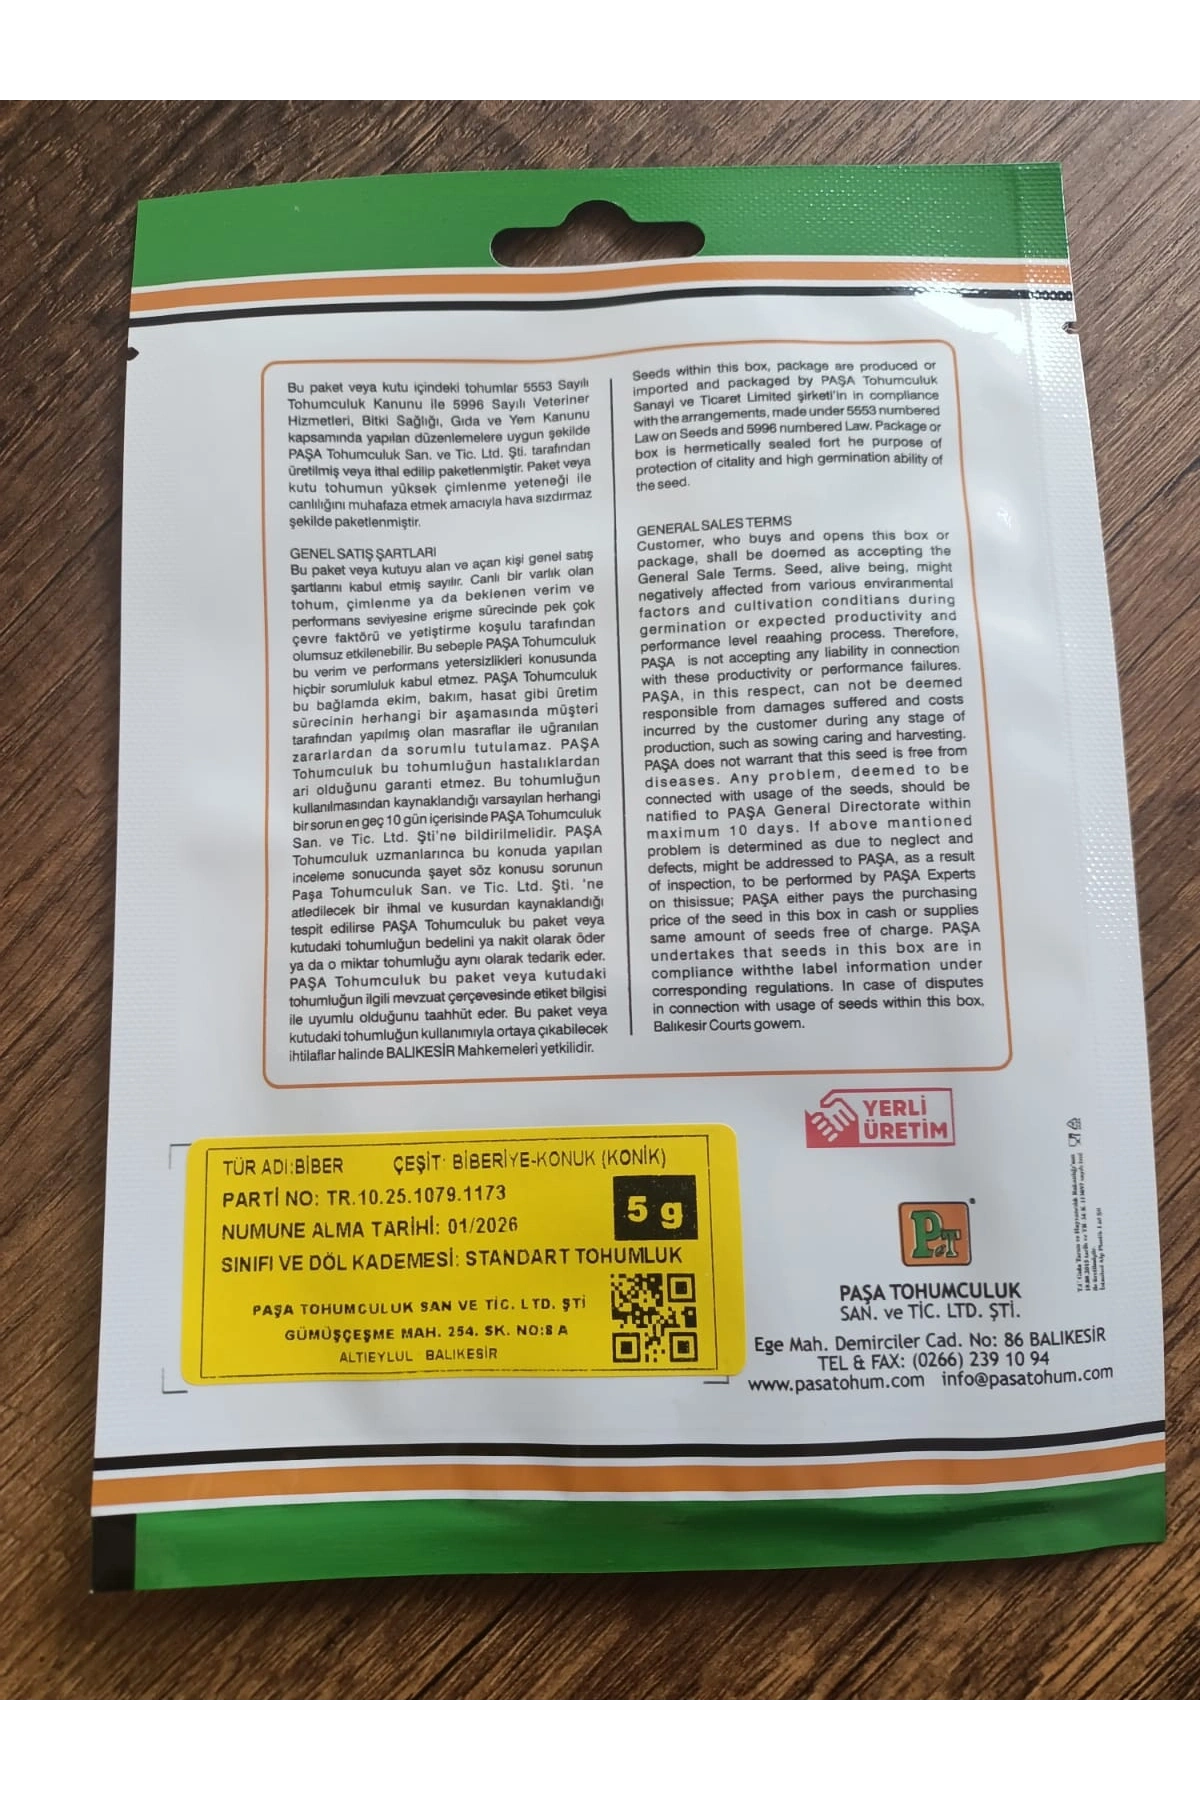 Bu paket veya kutu içindeki tohumlar 5553 Sayılı
Tohumculuk Kanunu ile 5996 Sayılı Veteriner
Hizmetleri, Bitki Sağlığı, Gıda ve Yem Kanunu
kapsamında yapılan düzenlemelere uygun şekilde
PAŞA Tohumculuk San. ve Tic. Ltd. Şti. tarafından
üretilmiş veya ithal edilip paketlenmiştir. Paket veya
kutu tohumun yüksek çimlenme yeteneği ile
canlılığını muhafaza etmek amacıyla hava sızdırmaz
şekilde paketlenmiştir.
GENEL SATIŞ ŞARTLARI
Bu paket veya kutuyu alan ve açan kişi genel satış
şartlarını kabul etmiş sayılır. Canlı bir varlık olan
tohum, çimlenme ya da beklenen verim ve
performans seviyesine erişme sürecinde pek çok
çevre faktörü ve yetiştirme koşulu tarafından
olumsuz etkilenebilir. Bu sebeple PAŞA Tohumculuk
bu verim ve performans yetersizlikleri konusunda
hiçbir sorumluluk kabul etmez. PAŞA Tohumculuk
bu bağlamda ekim, bakım, hasat gibi üretim
sürecinin herhangi bir aşamasında müşteri
tarafından yapılmış olan masraflar ile uğranılan
zararlardan da sorumlu tutulamaz. PAŞA
Tohumculuk bu tohumluğun hastalıklardan
ari olduğunu garanti etmez. Bu tohumluğun
kullanılmasından kaynaklandığı varsayılan herhangi
bir sorun en geç 10 gün içerisinde PAŞA Tohumculuk
San. ve Tic. Ltd. Şti'ne bildirilmelidir. PAŞA
Tohumculuk uzmanlarınca bu konuda yapılan
inceleme sonucunda şayet söz konusu sorunun
Paşa Tohumculuk San. ve Tic. Ltd. Şti. 'ne
atledilecek bir ihmal ve kusurdan kaynaklandığı
tespit edilirse PAŞA Tohumculuk bu paket veya
kutudaki tohumluğun bedelini ya nakit olarak öder
ya da o miktar tohumluğu aynı olarak tedarik eder.
PAŞA Tohumculuk bu paket veya kutudaki
tohumluğun ilgili mevzuat çerçevesinde etiket bilgisi
ile uyumlu olduğunu taahhüt eder. Bu paket veya
kutudaki tohumluğun kullanımıyla ortaya çıkabilecek
ihtilaflar halinde BALIKESİR Mahkemeleri yetkilidir.
Seeds within this box, package are produced or
imported and packaged by PAŞA Tohumculuk
Sanayi ve Ticaret Limited şirketi'in in compliance
with the arrangements, made under 5553 numbered
Law on Seeds and 5996 numbered Law. Package or
box is hermetically sealed fort he purpose of
protection of citality and high germination ability of
the seed.
GENERAL SALES TERMS
Customer, who buys and opens this box or
package, shall be doemed as accepting the
General Sale Terms. Seed, alive being, might
negatively affected from various enviranmental
factors and cultivation conditians during
germination or expected productivity and
performance level reaahing process. Therefore,
PAŞA is not accepting any liability in connection
with these productivity or performance failures.
PAŞA, in this respect, can not be deemed
responsible from damages suffered and costs
incurred by the customer during any stage of
production, such as sowing caring and harvesting.
PAŞA does not warrant that this seed is free from
diseases. Any problem, deemed to be
connected with usage of the seeds, should be
natified to PAŞA General Directorate within
maximum 10 days. If above mantioned
problem is determined as due to neglect and
defects, might be addressed to PAŞA, as a result
of inspection, to be performed by PAŞA Experts
on thisissue; PAŞA either pays the purchasing
price of the seed in this box in cash or supplies
same amount of seeds free of charge. PAŞA
undertakes that seeds in this box are in
compliance withthe label information under
corresponding regulations. In case of disputes
in connection with usage of seeds within this box,
Balıkesir Courts gowem.
YERLİ
ÜRETİM
TÜR ADI:BİBER ÇEŞİT: BİBERİYE-KONUK (KONİK)
PARTİ NO: TR.10.25.1079.1173
5 g
NUMUNE ALMA TARİHİ: 01/2026
SINIFI VE DÖL KADEMESİ: STANDART TOHUMLUK
PAŞA TOHUMCULUK SAN VE TİC. LTD. ŞTİ
GÜMÜŞÇEŞME MAH. 254. SK. NO:8 A
ALTIEYLUL BALIKESİR
PeT
PAŞA TOHUMCULUK
SAN. ve TİC. LTD. ŞTİ.
Ege Mah. Demirciler Cad. No: 86 BALIKESİR
TEL & FAX: (0266) 239 10 94
www.pasatohum.com info@pasatohum.com